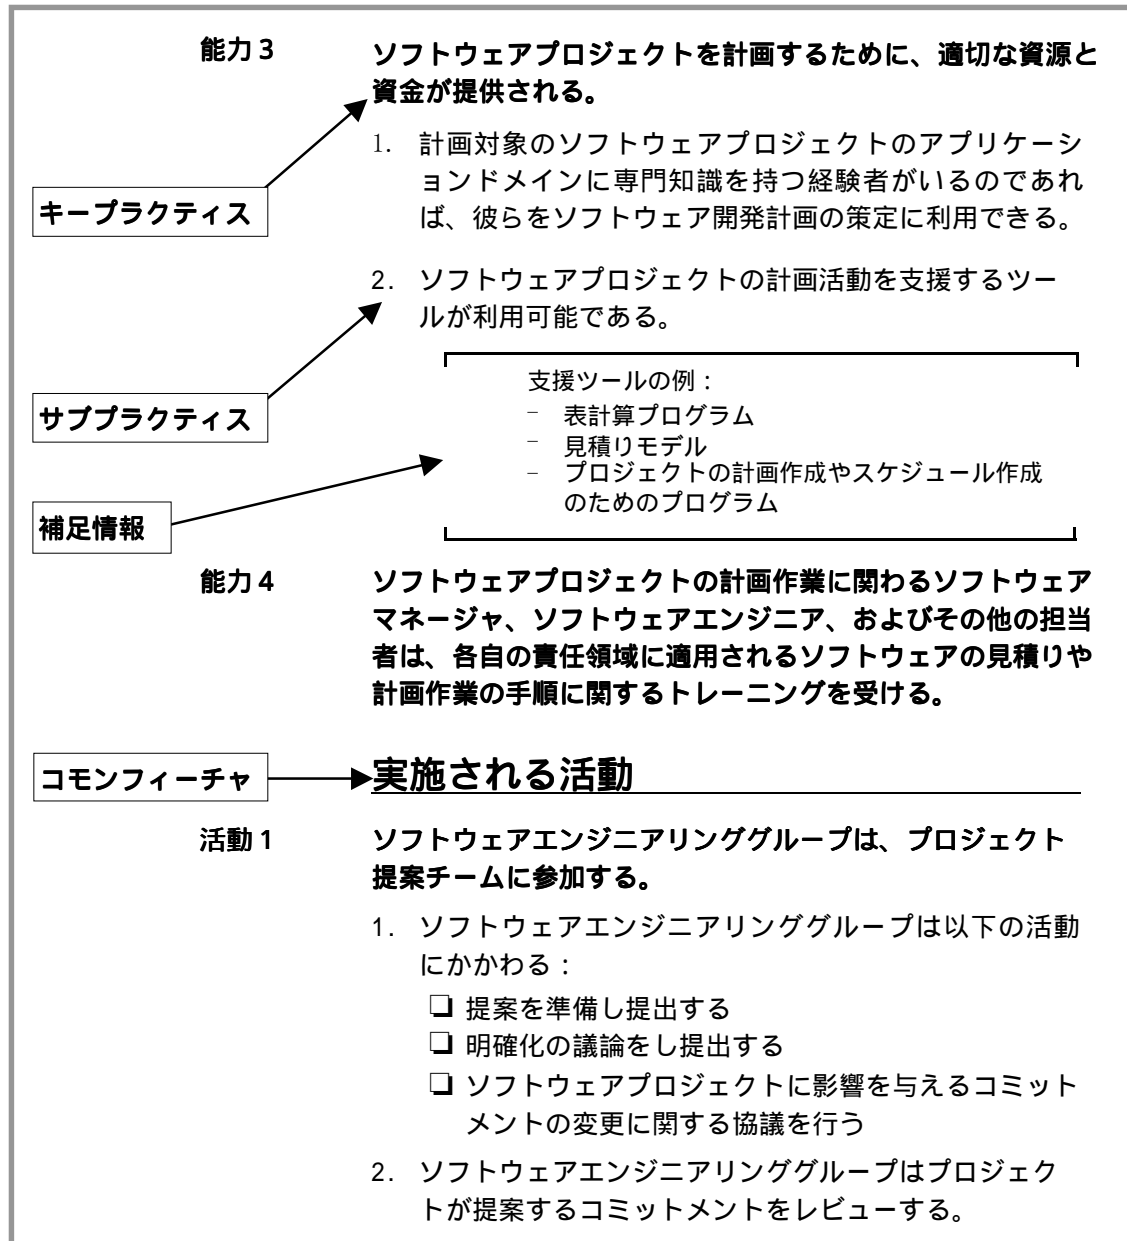 能力３
ソフトウェアプロジェクトを計画するために、適切な資源と
資金が提供される。
1. 計画対象のソフトウェアプロジェクトのアプリケーシ
ョンドメインに専門知識を持つ経験者がいるのであれ
ば、彼らをソフトウェア開発計画の策定に利用できる。
キープラクティス
2. ソフトウェアプロジェクトの計画活動を支援するツー
ルが利用可能である。
サブプラクティス
支援ツールの例：
− 表計算プログラム
− 見積りモデル
− プロジェクトの計画作成やスケジュール作成
のためのプログラム
補足情報
能力４
ソフトウェアプロジェクトの計画作業に関わるソフトウェア
マネージャ、ソフトウェアエンジニア、およびその他の担当
者は、各自の責任領域に適用されるソフトウェアの見積りや
計画作業の手順に関するトレーニングを受ける。
コモンフィーチャ
実施される活動
活動１
ソフトウェアエンジニアリンググループは、プロジェクト
提案チームに参加する。
1. ソフトウェアエンジニアリンググループは以下の活動
にかかわる：
❏ 提案を準備し提出する
❏ 明確化の議論をし提出する
❏ ソフトウェアプロジェクトに影響を与えるコミット
メントの変更に関する協議を行う
2. ソフトウェアエンジニアリンググループはプロジェク
トが提案するコミットメントをレビューする。